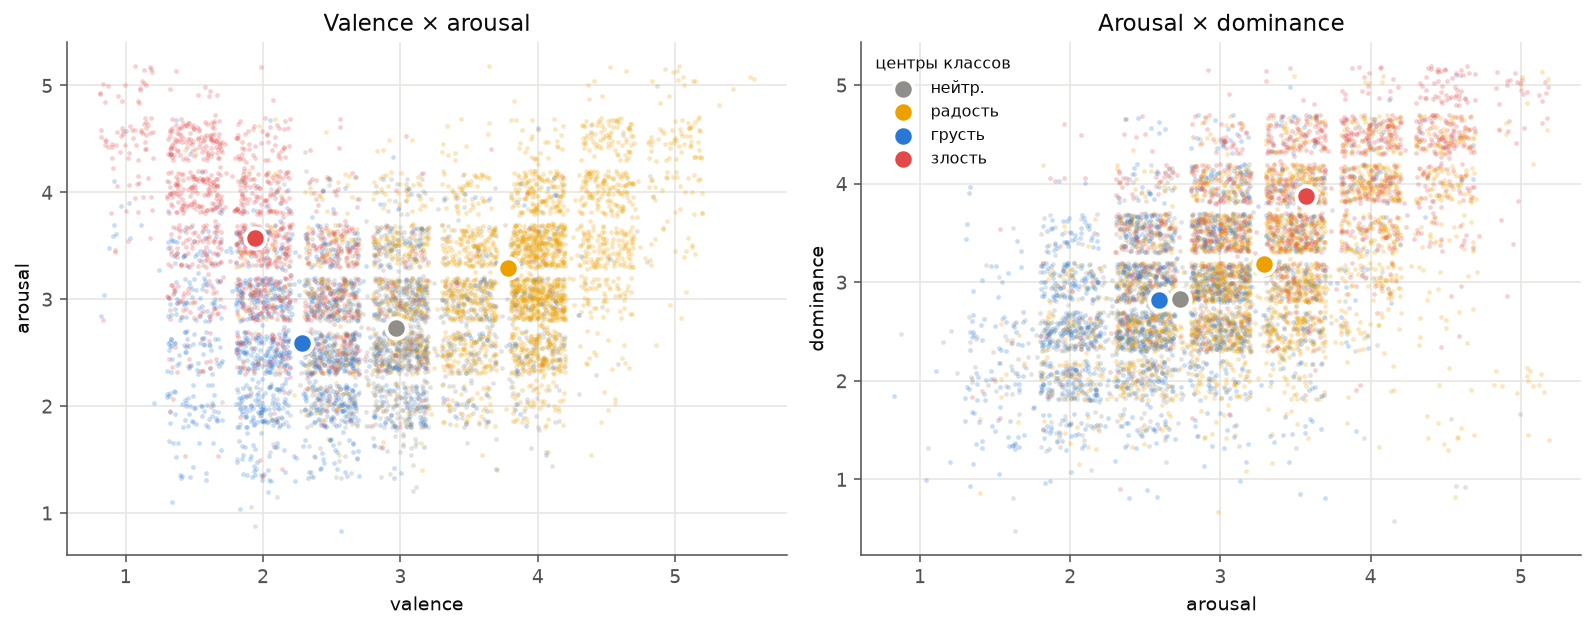 Valence × arousal
5
4
3
2
1
arousal
1 2 3 4 5
valence
Arousal × dominance
центры классов
нейтр.
радость
грусть
злость
5
4
3
2
1
dominance
1 2 3 4 5
arousal